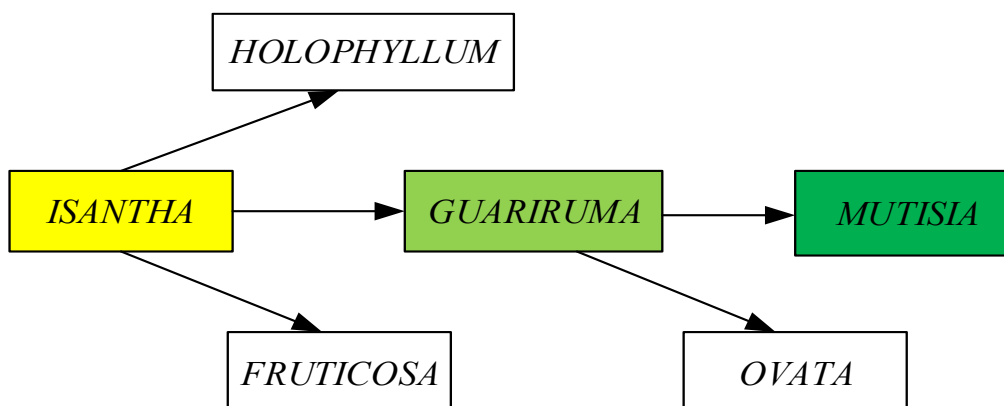 HOLOPHYLLUM
ISANTHA
GUARIRUMA
MUTISIA
FRUTICOSA
OVATA